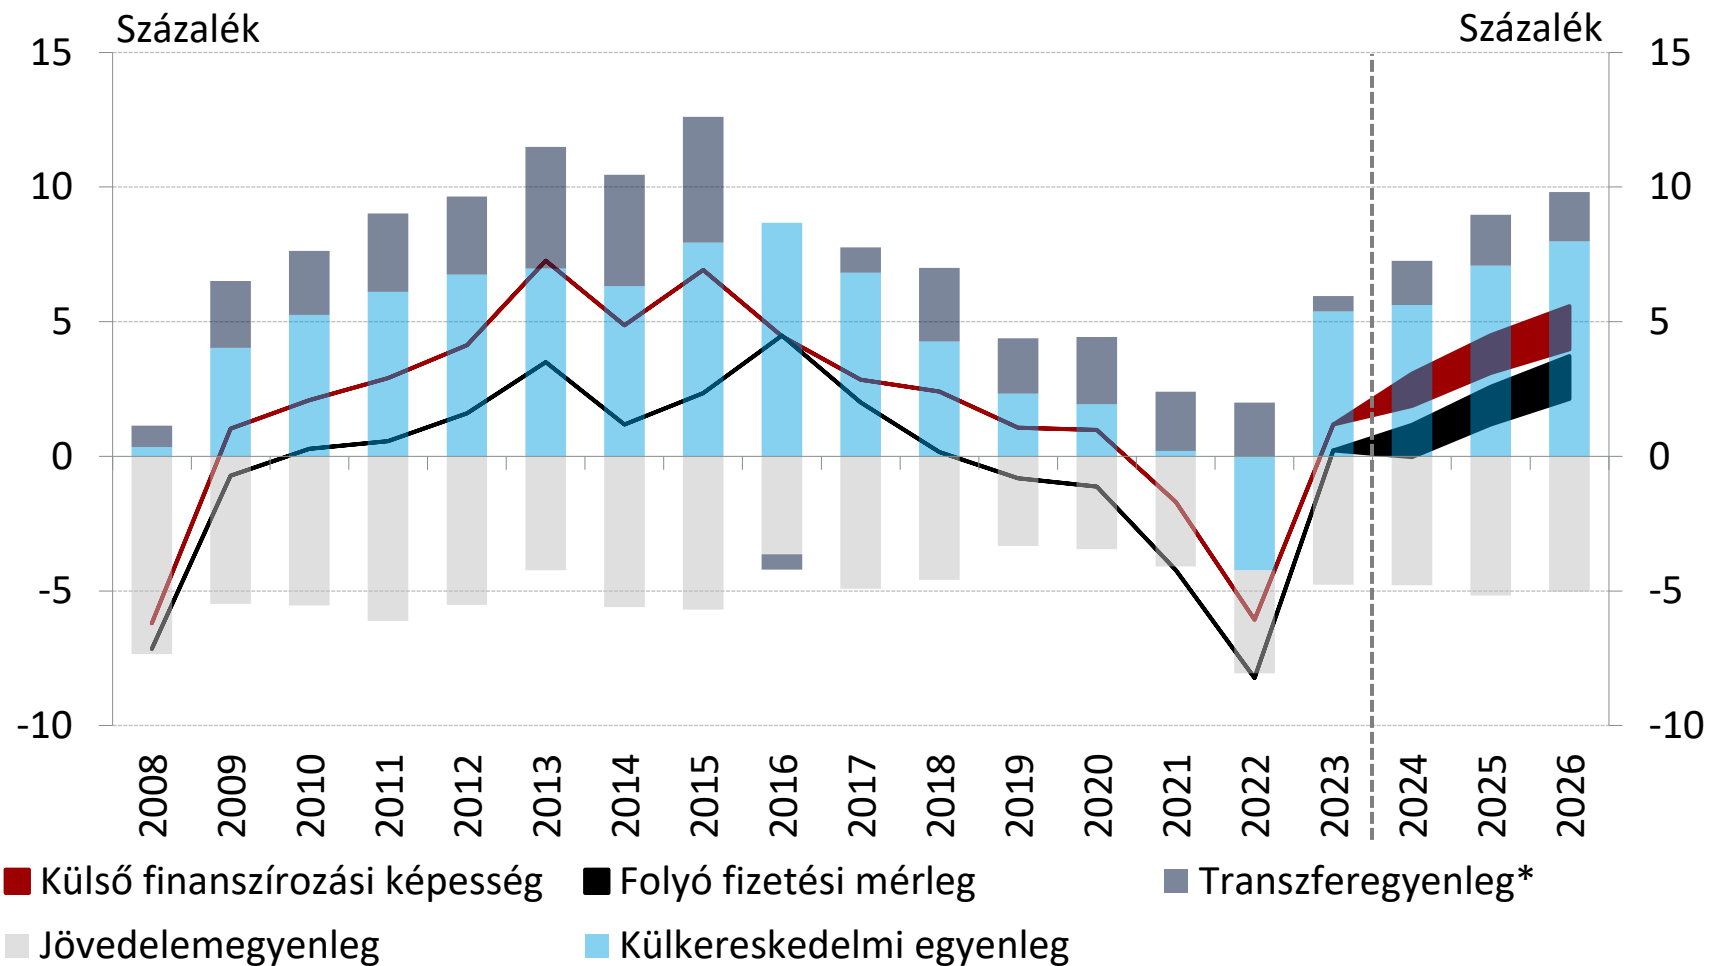 Százalék Százalék
15 15
10 10
5 5
0 0
-5 -5
-10 -10
2008 2009 2010 2011 2012 2013 2014 2015 2016 2017 2018 2019 2020 2021 2022 2023 2024 2025 2026
Külső finanszírozási képesség Folyó fizetési mérleg Transzferegyenleg*
Jövedelemegyenleg Külkereskedelmi egyenleg